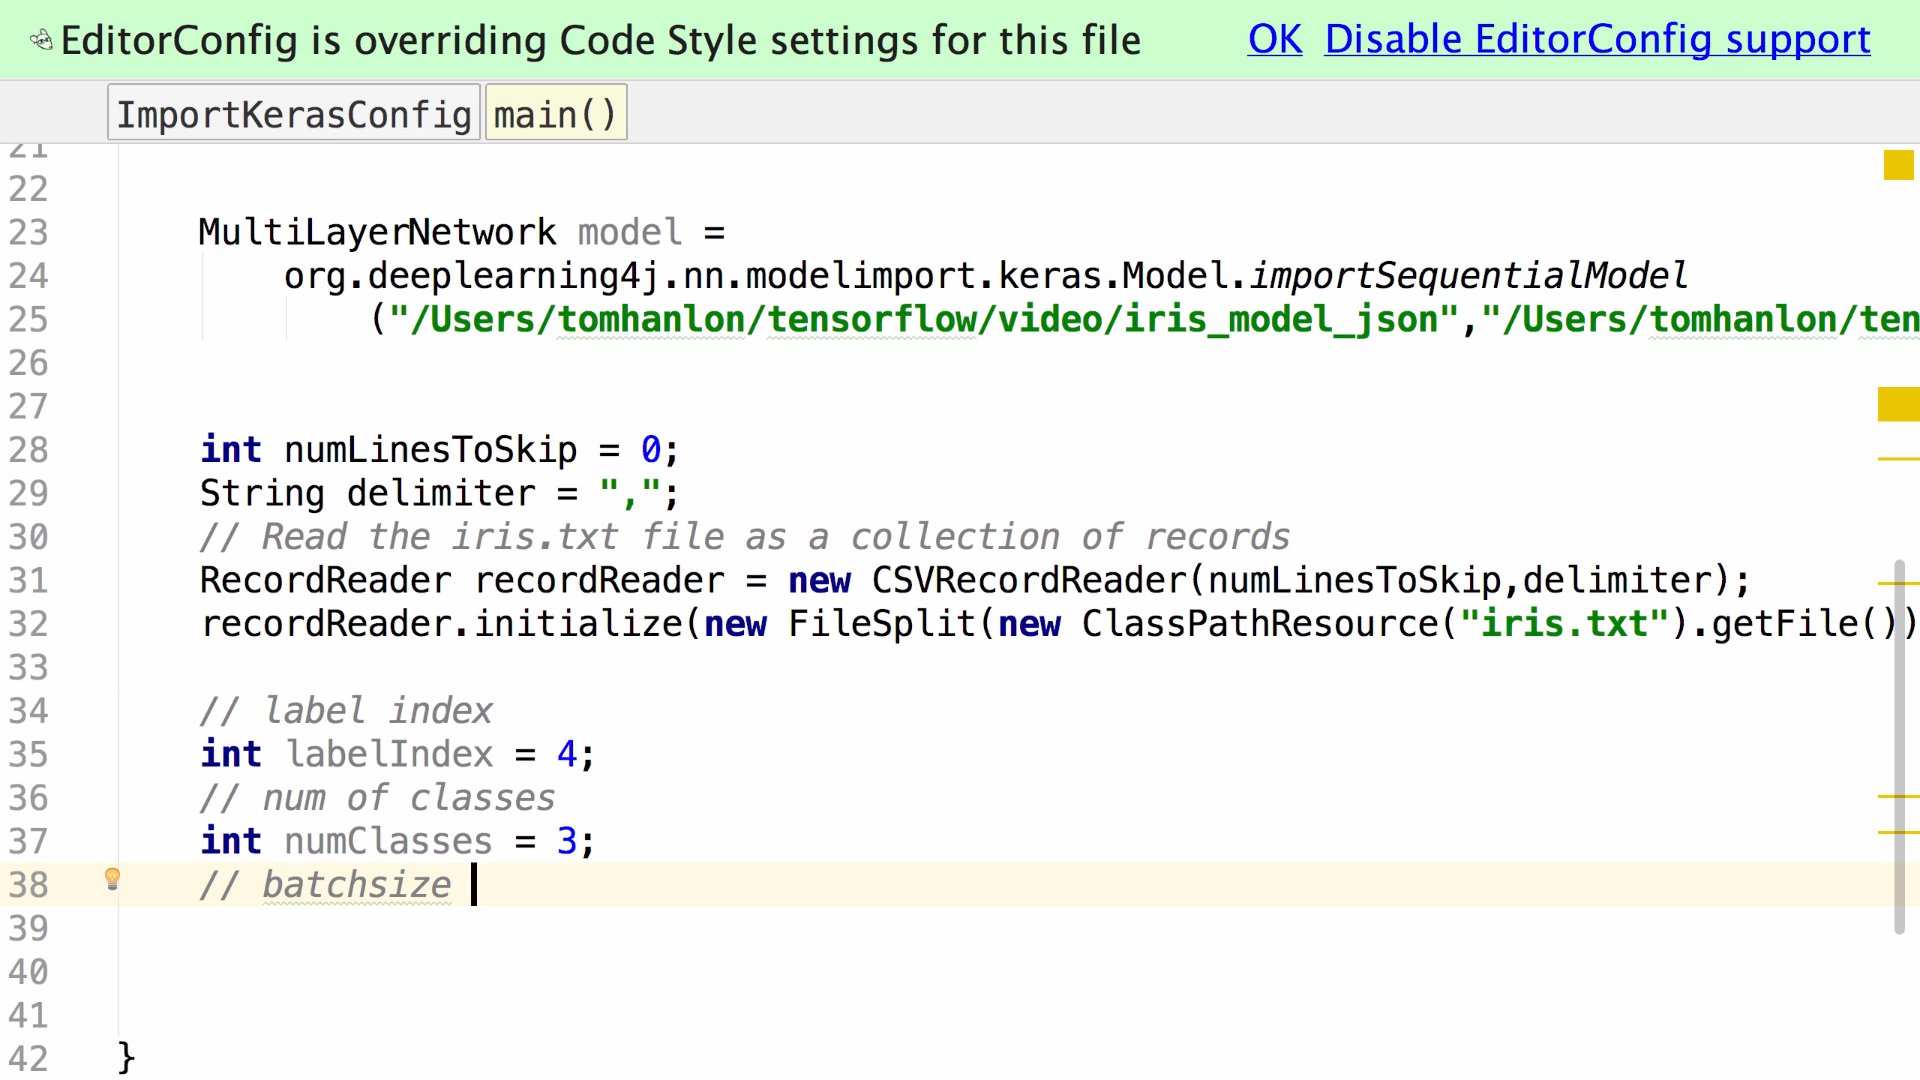 EditorConfig is overriding Code Style settings for this file OK Disable EditorConfig support
ImportKerasConfig main()
21
22
23 MultiLayerNetwork model =
24 org.deeplearning4j.nn.modelimport.keras.Model.importSequentialModel
25 ("/Users/tomhanlon/tensorflow/video/iris_model_json","/Users/tomhanlon/ten
26
27
28 int numLinesToSkip = 0;
29 String delimiter = ",";
30 // Read the iris.txt file as a collection of records
31 RecordReader recordReader = new CSVRecordReader(numLinesToSkip,delimiter);
32 recordReader.initialize(new FileSplit(new ClassPathResource("iris.txt").getFile())
33
34 // label index
35 int labelIndex = 4;
36 // num of classes
37 int numClasses = 3;
38 // batchsize
39
40
41
42 }